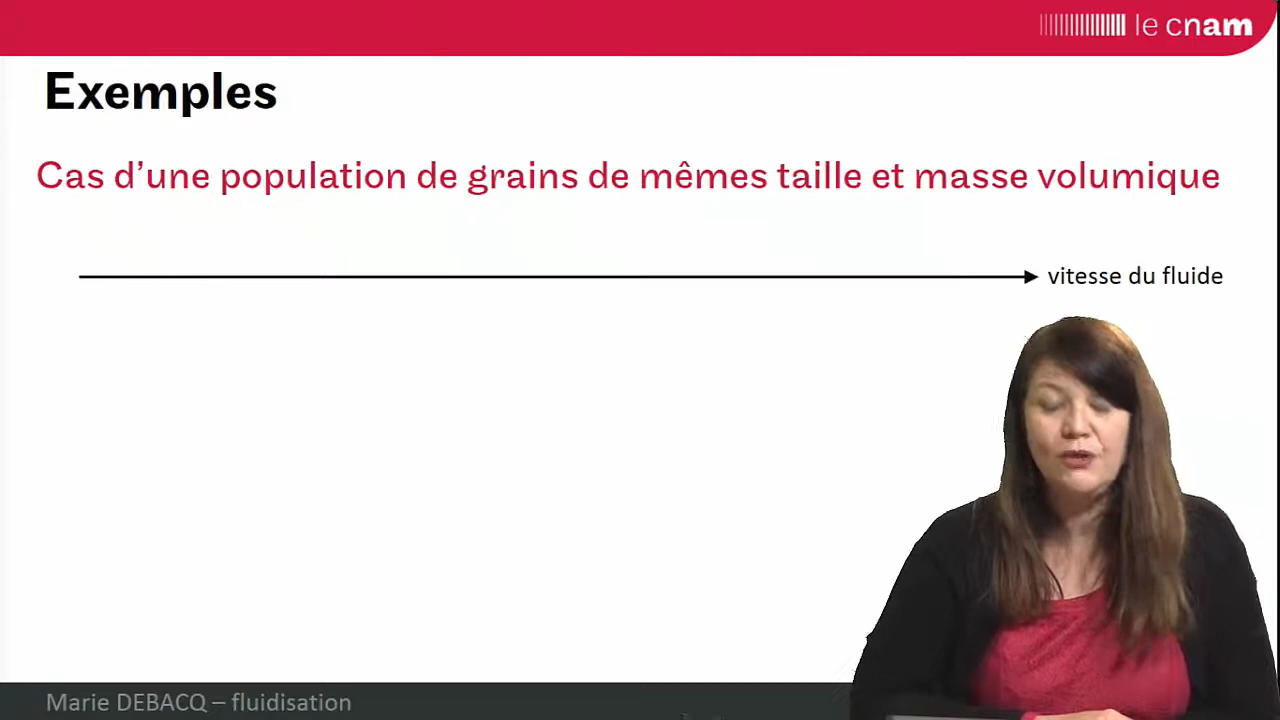 le cnam
Exemples
Cas d’une population de grains de mêmes taille et masse volumique
vitesse du fluide
Marie DEBACQ – fluidisation